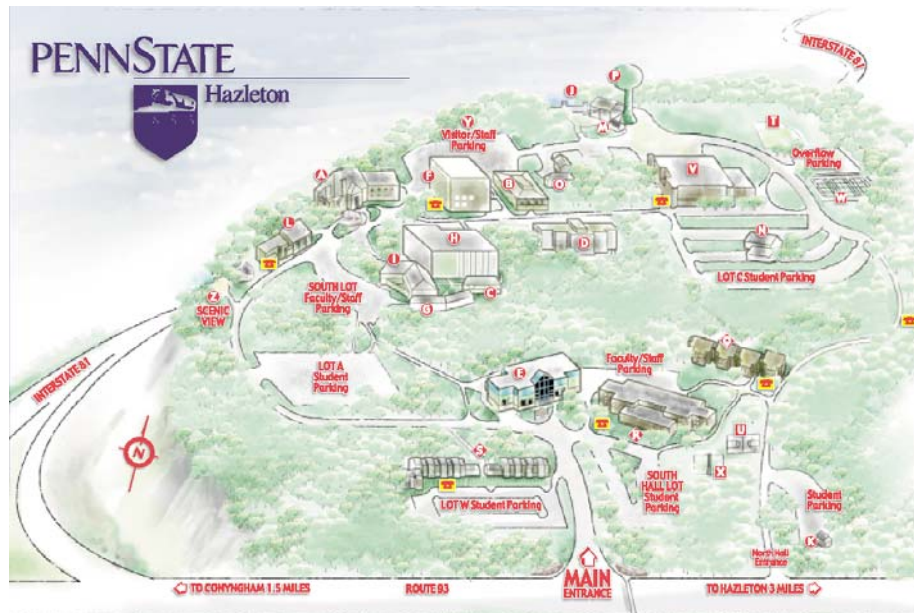 PENNSTATE
Hazleton
INTERSTATE 81
J
P
M
T
Y
Visitor/Staff
Parking
Overflow
Parking
A
F
B
O
V
W
L
H
D
N
I
LOT C Student Parking
Z
SCENIC
VIEW
SOUTH LOT
Faculty/Staff
Parking
G
C
INTERSTATE 81
LOT A
Student
Parking
E
Faculty/Staff
Parking
N
S
R
U
X
SOUTH
HALL LOT
Student
Parking
Student
Parking
K
LOT W Student Parking
North Hall
Entrance
MAIN
ENTRANCE
TO CONYNGHAM 1.5 MILES
ROUTE 93
TO HAZLETON 3 MILES